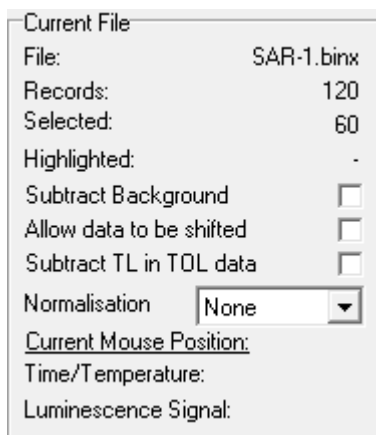 Current File
File: SAR-1.binx
Records: 120
Selected: 60
Highlighted: -
Subtract Background
Allow data to be shifted
Subtract TL in TOL data
Normalisation None
Current Mouse Position:
Time/Temperature:
Luminescence Signal: